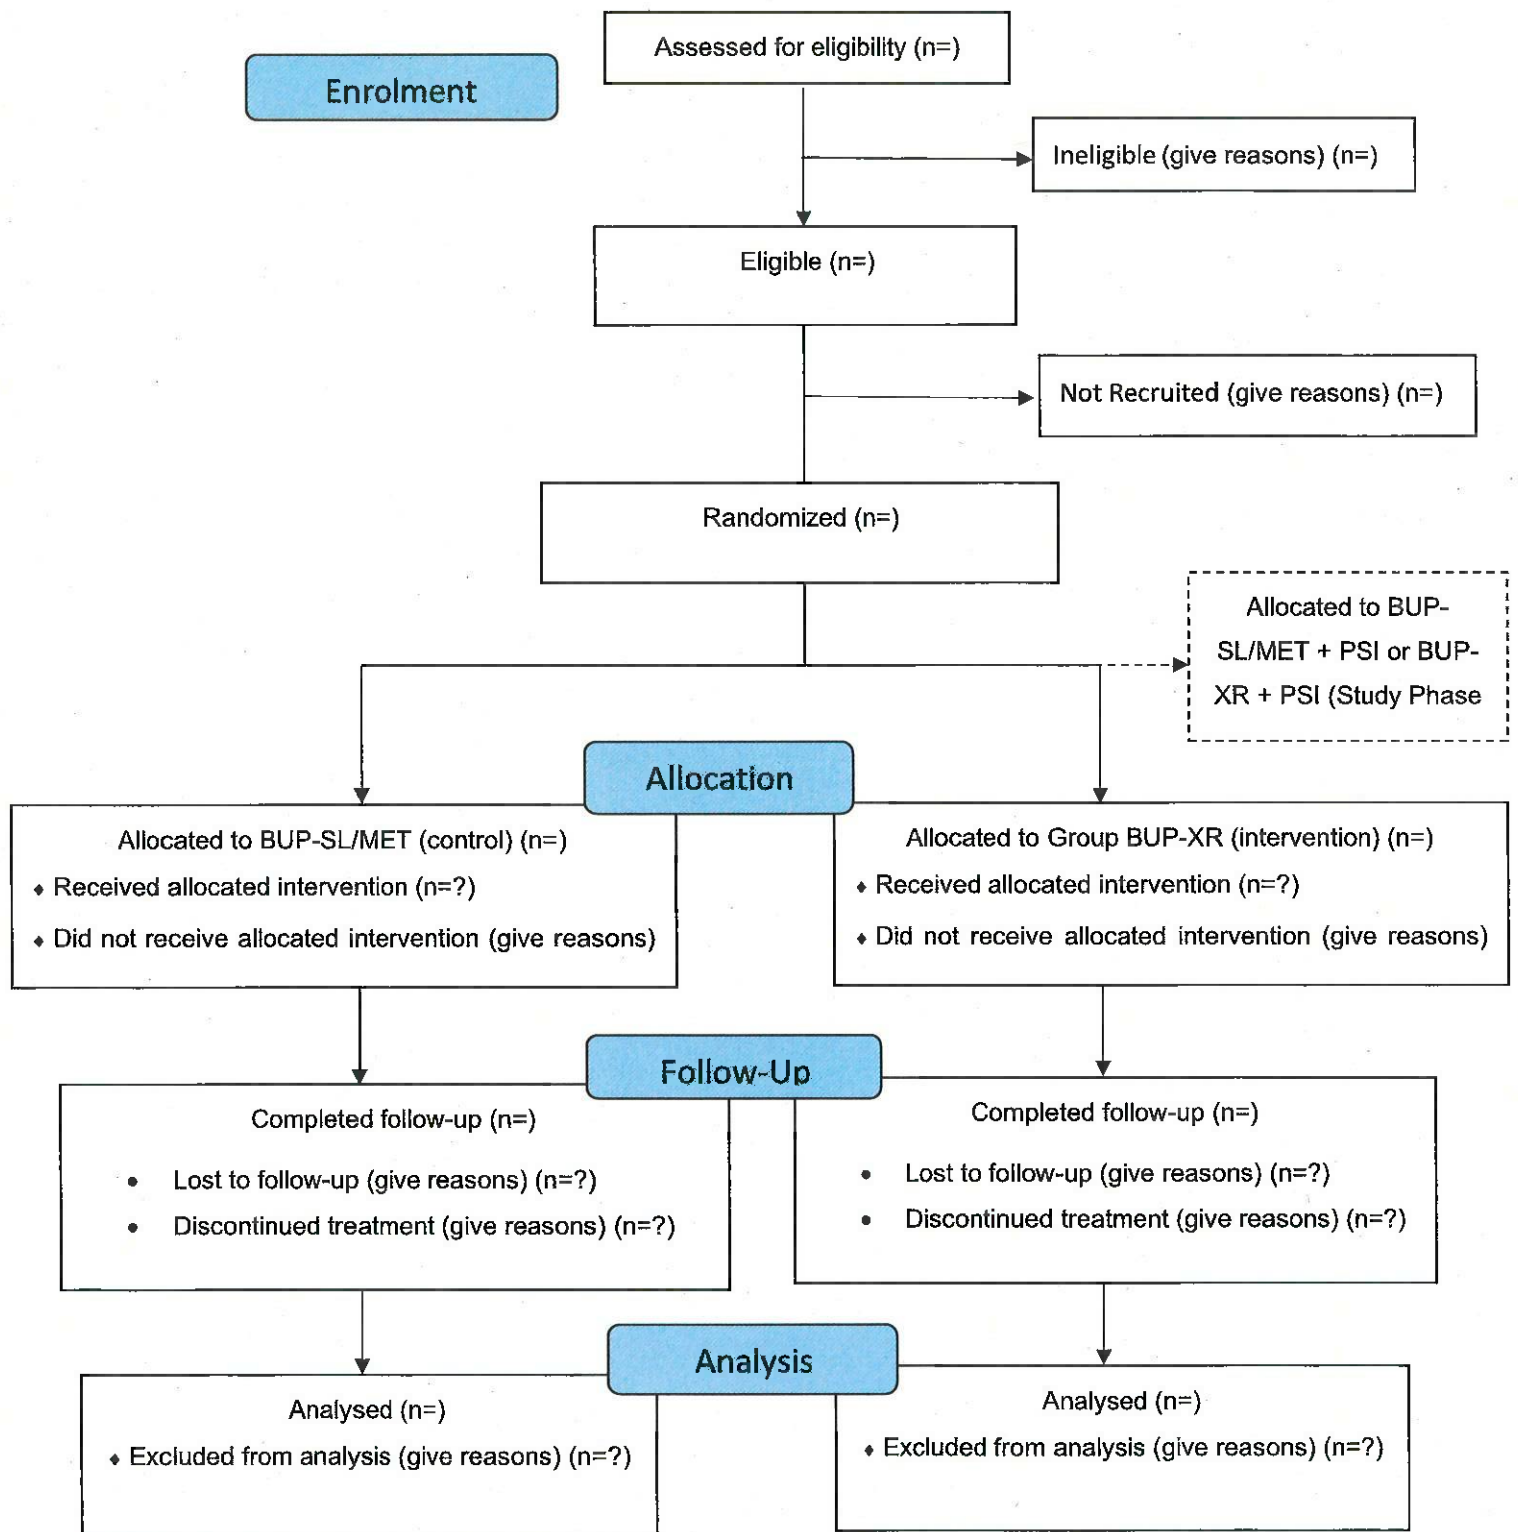 Assessed for eligibility (n=)
Enrolment
Ineligible (give reasons) (n=)
Eligible (n=)
Not Recruited (give reasons) (n=)
Randomized (n=)
Allocated to BUP-
SL/MET + PSI or BUP-
XR + PSI (Study Phase
Allocation
Allocated to BUP-SL/MET (control) (n=)
♦ Received allocated intervention (n=?)
♦ Did not receive allocated intervention (give reasons)
Allocated to Group BUP-XR (intervention) (n=)
♦ Received allocated intervention (n=?)
♦ Did not receive allocated intervention (give reasons)
Follow-Up
Completed follow-up (n=)
• Lost to follow-up (give reasons) (n=?)
• Discontinued treatment (give reasons) (n=?)
Completed follow-up (n=)
• Lost to follow-up (give reasons) (n=?)
• Discontinued treatment (give reasons) (n=?)
Analysis
Analysed (n=)
♦ Excluded from analysis (give reasons) (n=?)
Analysed (n=)
♦ Excluded from analysis (give reasons) (n=?)